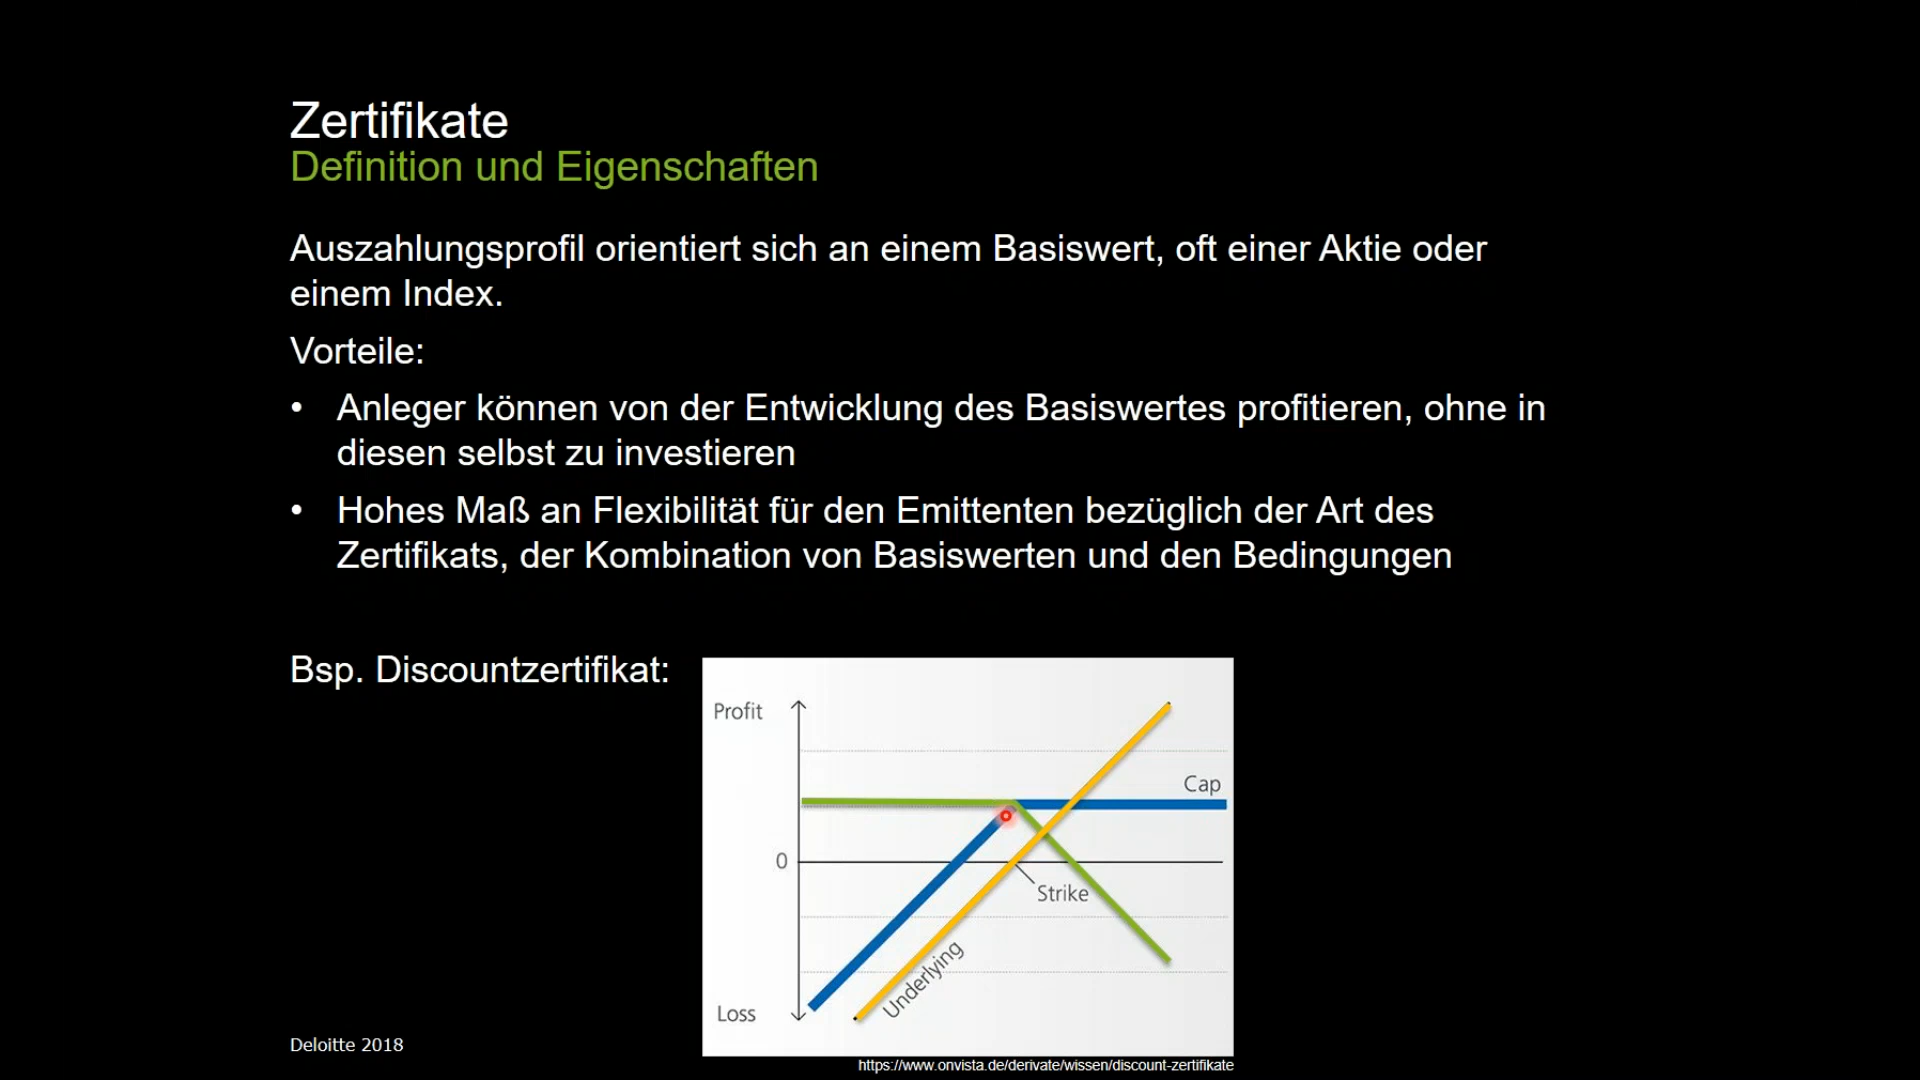 Zertifikate
Definition und Eigenschaften
Auszahlungsprofil orientiert sich an einem Basiswert, oft einer Aktie oder
einem Index.
Vorteile:
• Anleger können von der Entwicklung des Basiswertes profitieren, ohne in
diesen selbst zu investieren
• Hohes Maß an Flexibilität für den Emittenten bezüglich der Art des
Zertifikats, der Kombination von Basiswerten und den Bedingungen
Bsp. Discountzertifikat:
Profit
Cap
0
Strike
Underlying
Loss
Deloitte 2018
https://www.onvista.de/derivate/wissen/discount-zertifikate